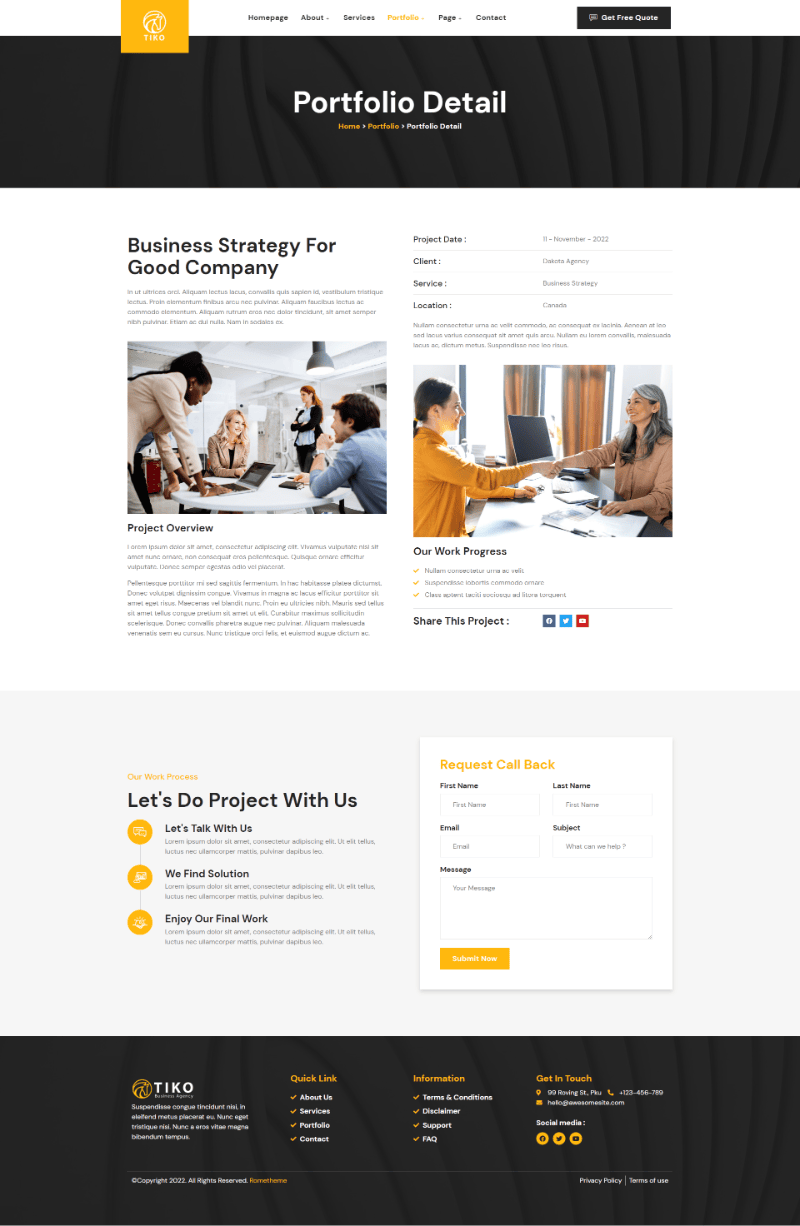 TIKO
Homepage
About
Services
Portfolio
Page
Contact
Get Free Quote
Portfolio Detail
Home > Portfolio > Portfolio Detail
Business Strategy For
Good Company
In ut ultrices orci. Aliquam lectus lacus, convallis quis sapien id, vestibulum tristique
lectus. Proin elementum finibus arcu nec pulvinar. Aliquam faucibus lectus ac
commodo elementum. Aliquam rutrum eros nec dolor tincidunt, sit amet semper
nibh pulvinar. Etiam ac dui nulla. Nam in sodales ex.
Project Overview
Lorem ipsum dolor sit amet, consectetur adipiscing elit. Vivamus vulputate nisl sit
amet nunc ornare, non consequat eros pellentesque. Quisque ornare efficitur
vulputate. Donec semper egestas odio vel placerat.
Pellentesque porttitor mi sed sagittis fermentum. In hac habitasse platea dictumst.
Donec volutpat dignissim congue. Vivamus in magna ac lacus efficitur porttitor sit
amet eget risus. Maecenas vel blandit nunc. Proin eu ultricies nibh. Mauris sed tellus
sit amet tellus congue pretium sit amet ut elit. Curabitur maximus sollicitudin
scelerisque. Donec convallis pharetra augue nec pulvinar. Aliquam malesuada
venenatis sem eu cursus. Nunc tristique orci felis, et euismod augue dictum ac.
Project Date :
11 - November - 2022
Client :
Dakota Agency
Service :
Business Strategy
Location :
Canada
Nullam consectetur urna ac velit commodo, ac consequat ex lacinia. Aenean at leo
sed lacus varius consequat sit amet quis arcu. Nullam eu lorem convallis, malesuada
lacus ac, dictum metus. Suspendisse nec leo risus.
Our Work Progress
Nullam consectetur urna ac velit
Suspendisse lobortis commodo ornare
Class aptent taciti sociosqu ad litora torquent
Share This Project :
Our Work Process
Let's Do Project With Us
Let's Talk With Us
Lorem ipsum dolor sit amet, consectetur adipiscing elit. Ut elit tellus,
luctus nec ullamcorper mattis, pulvinar dapibus leo.
We Find Solution
Lorem ipsum dolor sit amet, consectetur adipiscing elit. Ut elit tellus,
luctus nec ullamcorper mattis, pulvinar dapibus leo.
Enjoy Our Final Work
Lorem ipsum dolor sit amet, consectetur adipiscing elit. Ut elit tellus,
luctus nec ullamcorper mattis, pulvinar dapibus leo.
Request Call Back
First Name
Last Name
First Name
First Name
Email
Subject
Email
What can we help ?
Message
Your Message
Submit Now
TIKO
Business Agency
Suspendisse congue tincidunt nisl, in
eleifend metus placerat eu. Nunc eget
tristique nisi. Nunc a eros vitae magna
bibendum tempus.
Quick Link
About Us
Services
Portfolio
Contact
Information
Terms & Conditions
Disclaimer
Support
FAQ
Get In Touch
99 Roving St., Pku
+123-456-789
hello@awesomesite.com
Social media :
©Copyright 2022. All Rights Reserved. Rometheme
Privacy Policy
Terms of use